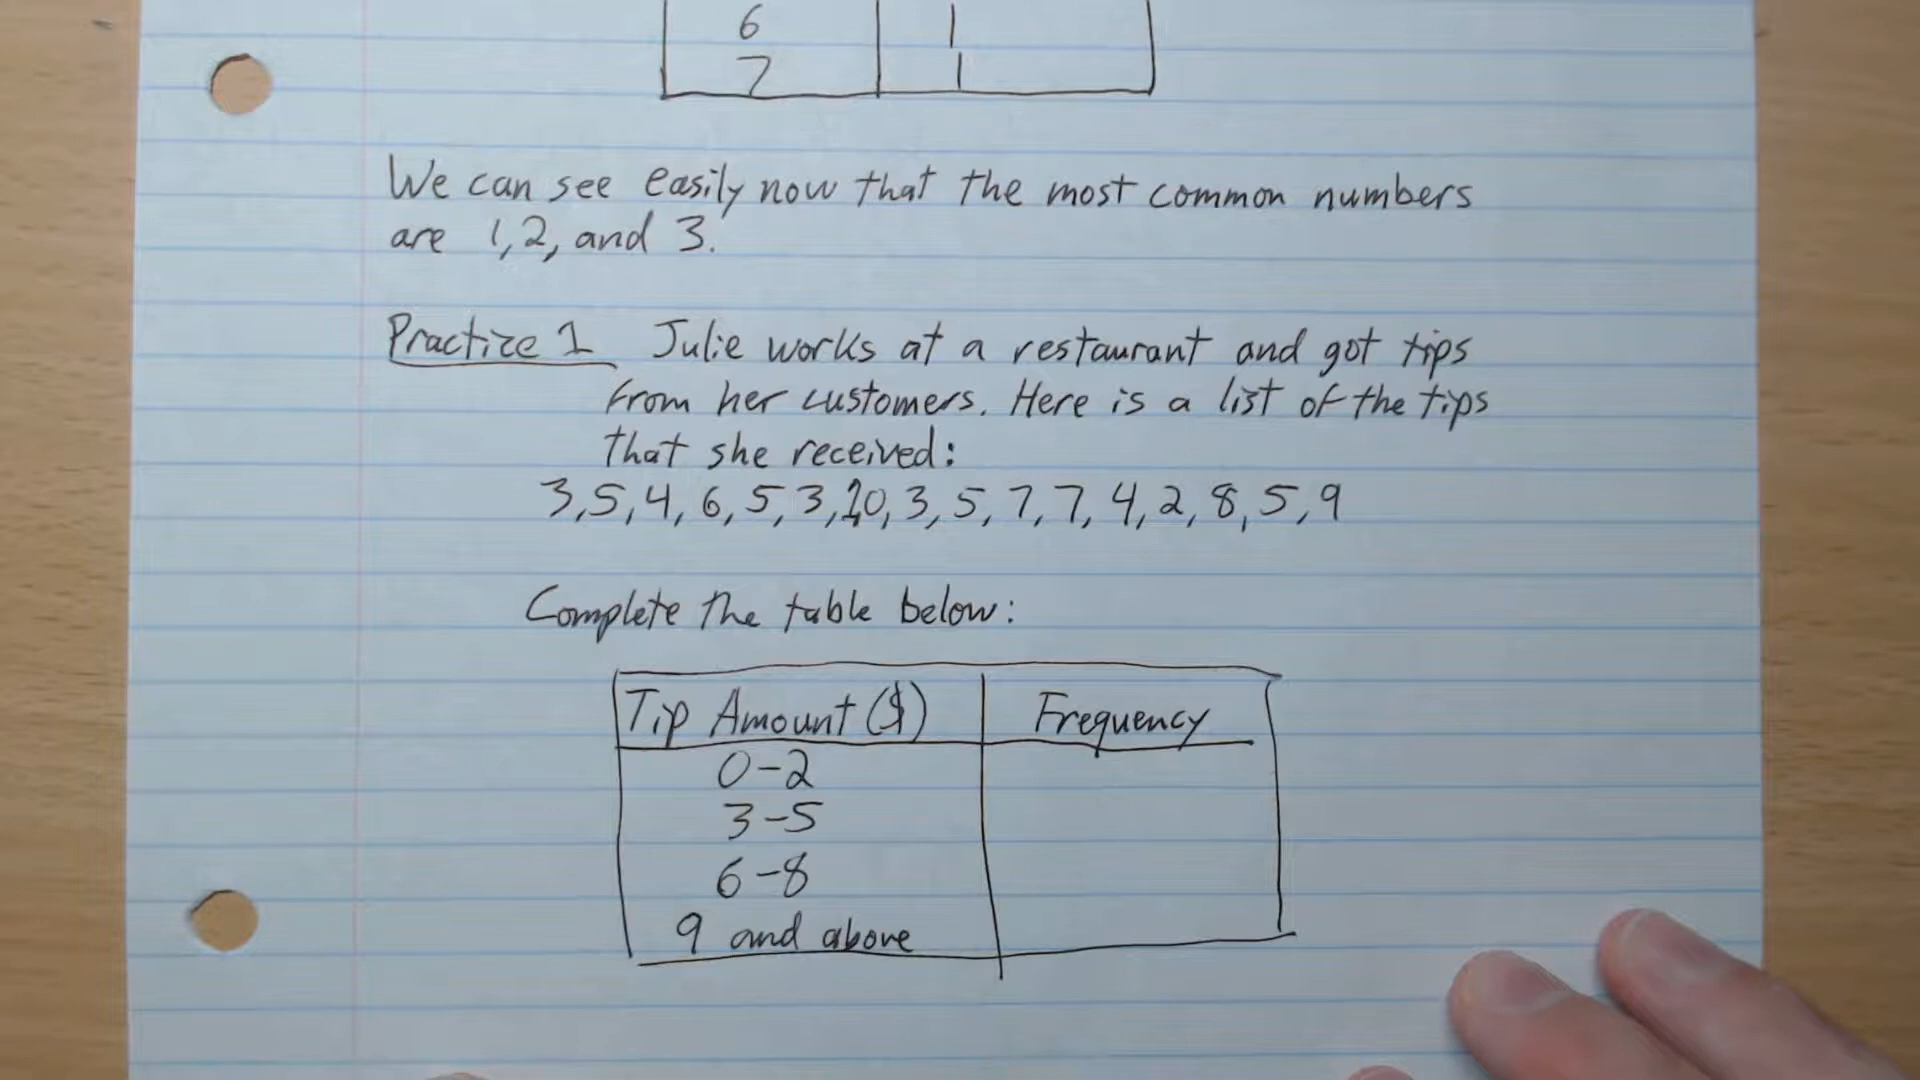 6 1
7 1
We can see easily now that the most common numbers
are 1, 2, and 3.
Practice 1 Julie works at a restaurant and got tips
from her customers. Here is a list of the tips
that she received:
3, 5, 4, 6, 5, 3, 10, 3, 5, 7, 7, 4, 2, 8, 5, 9
Complete the table below:
Tip Amount ($) Frequency
0-2
3-5
6-8
9 and above